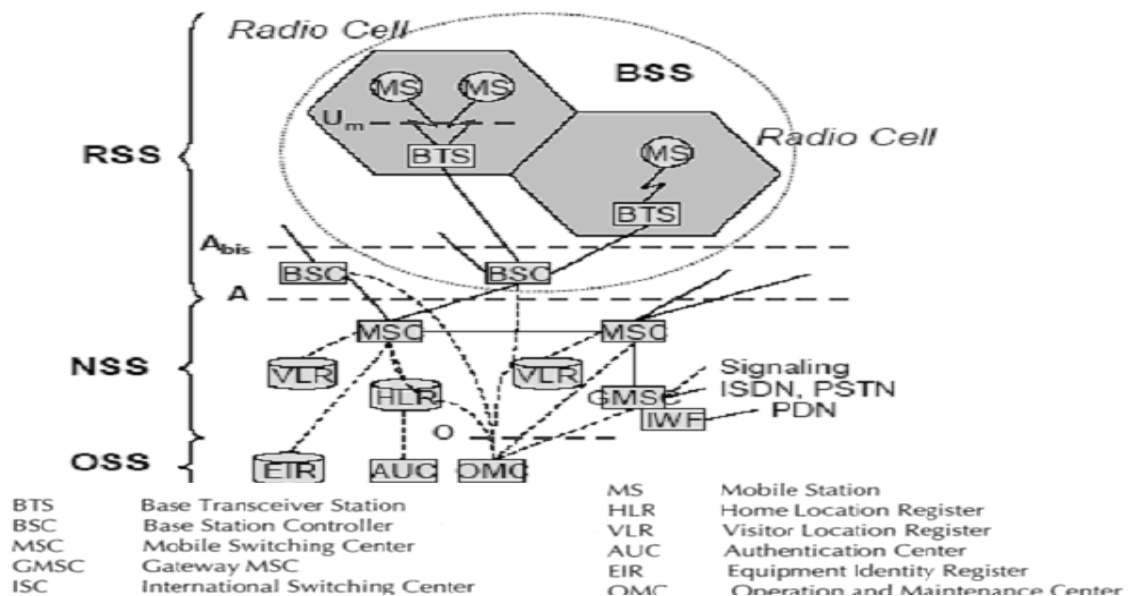 Radio Cell
BSS
MS MS
U_m
Radio Cell
RSS
BTS
MS
BTS
A_bis
BSC BSC
A
MSC MSC
NSS
VLR
HLR
VLR
Signaling
GMSC
ISDN, PSTN
IWF
PDN
O
OSS
EIR
AUC
OMC
BTS Base Transceiver Station
BSC Base Station Controller
MSC Mobile Switching Center
GMSC Gateway MSC
ISC International Switching Center
MS Mobile Station
HLR Home Location Register
VLR Visitor Location Register
AUC Authentication Center
EIR Equipment Identity Register
OMC Operation and Maintenance Center